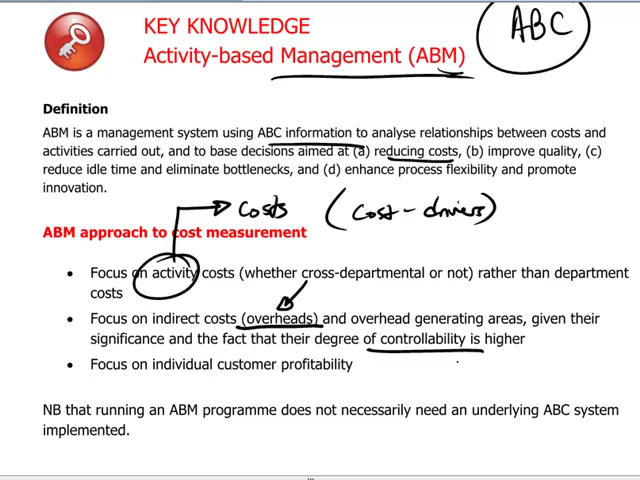 KEY KNOWLEDGE
ABC
Activity-based Management (ABM)
Definition
ABM is a management system using ABC information to analyse relationships between costs and
activities carried out, and to base decisions aimed at (a) reducing costs, (b) improve quality, (c)
reduce idle time and eliminate bottlenecks, and (d) enhance process flexibility and promote
innovation.
costs (cost-drivers)
ABM approach to cost measurement
• Focus on activity costs (whether cross-departmental or not) rather than department
costs
• Focus on indirect costs (overheads) and overhead generating areas, given their
significance and the fact that their degree of controllability is higher
• Focus on individual customer profitability
NB that running an ABM programme does not necessarily need an underlying ABC system
implemented.